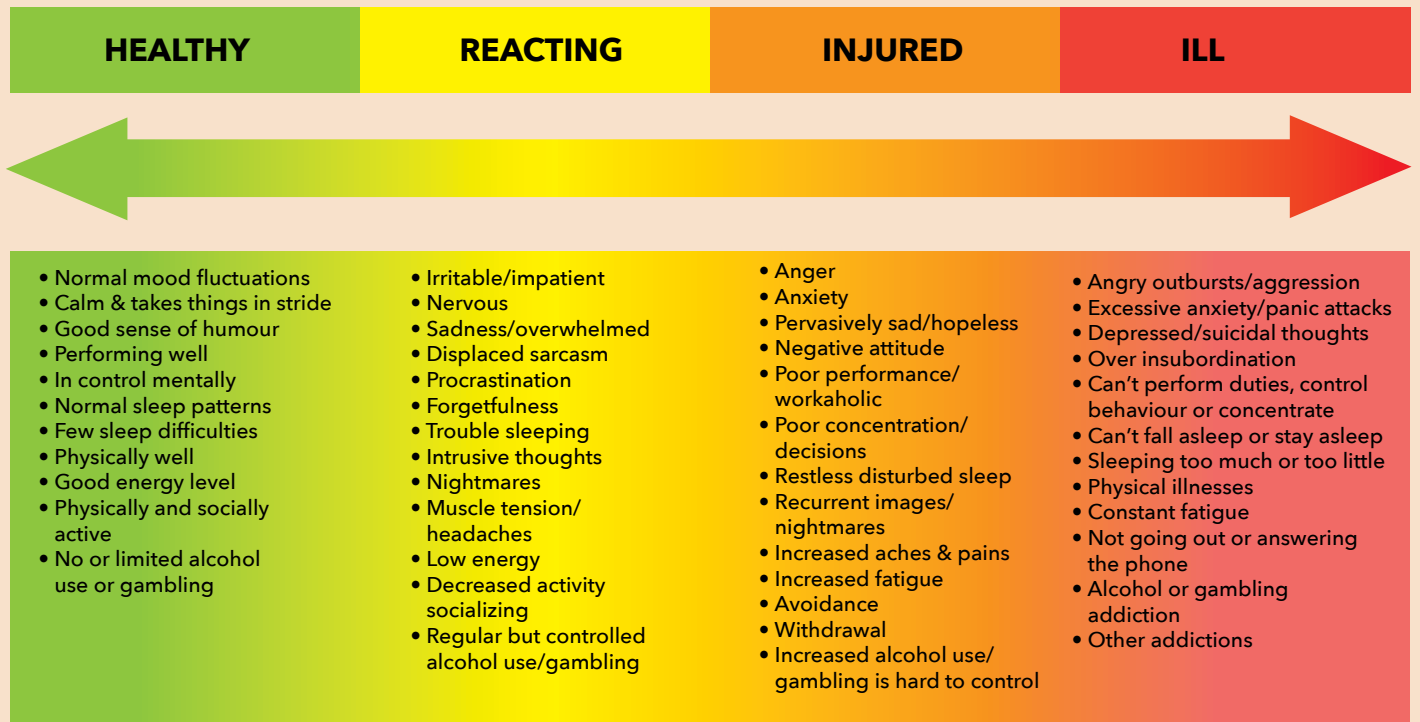 HEALTHY
REACTING
INJURED
ILL
• Normal mood fluctuations
• Calm & takes things in stride
• Good sense of humour
• Performing well
• In control mentally
• Normal sleep patterns
• Few sleep difficulties
• Physically well
• Good energy level
• Physically and socially
active
• No or limited alcohol
use or gambling
• Irritable/impatient
• Nervous
• Sadness/overwhelmed
• Displaced sarcasm
• Procrastination
• Forgetfulness
• Trouble sleeping
• Intrusive thoughts
• Nightmares
• Muscle tension/
headaches
• Low energy
• Decreased activity
socializing
• Regular but controlled
alcohol use/gambling
• Anger
• Anxiety
• Pervasively sad/hopeless
• Negative attitude
• Poor performance/
workaholic
• Poor concentration/
decisions
• Restless disturbed sleep
• Recurrent images/
nightmares
• Increased aches & pains
• Increased fatigue
• Avoidance
• Withdrawal
• Increased alcohol use/
gambling is hard to control
• Angry outbursts/aggression
• Excessive anxiety/panic attacks
• Depressed/suicidal thoughts
• Over insubordination
• Can't perform duties, control
behaviour or concentrate
• Can't fall asleep or stay asleep
• Sleeping too much or too little
• Physical illnesses
• Constant fatigue
• Not going out or answering
the phone
• Alcohol or gambling
addiction
• Other addictions